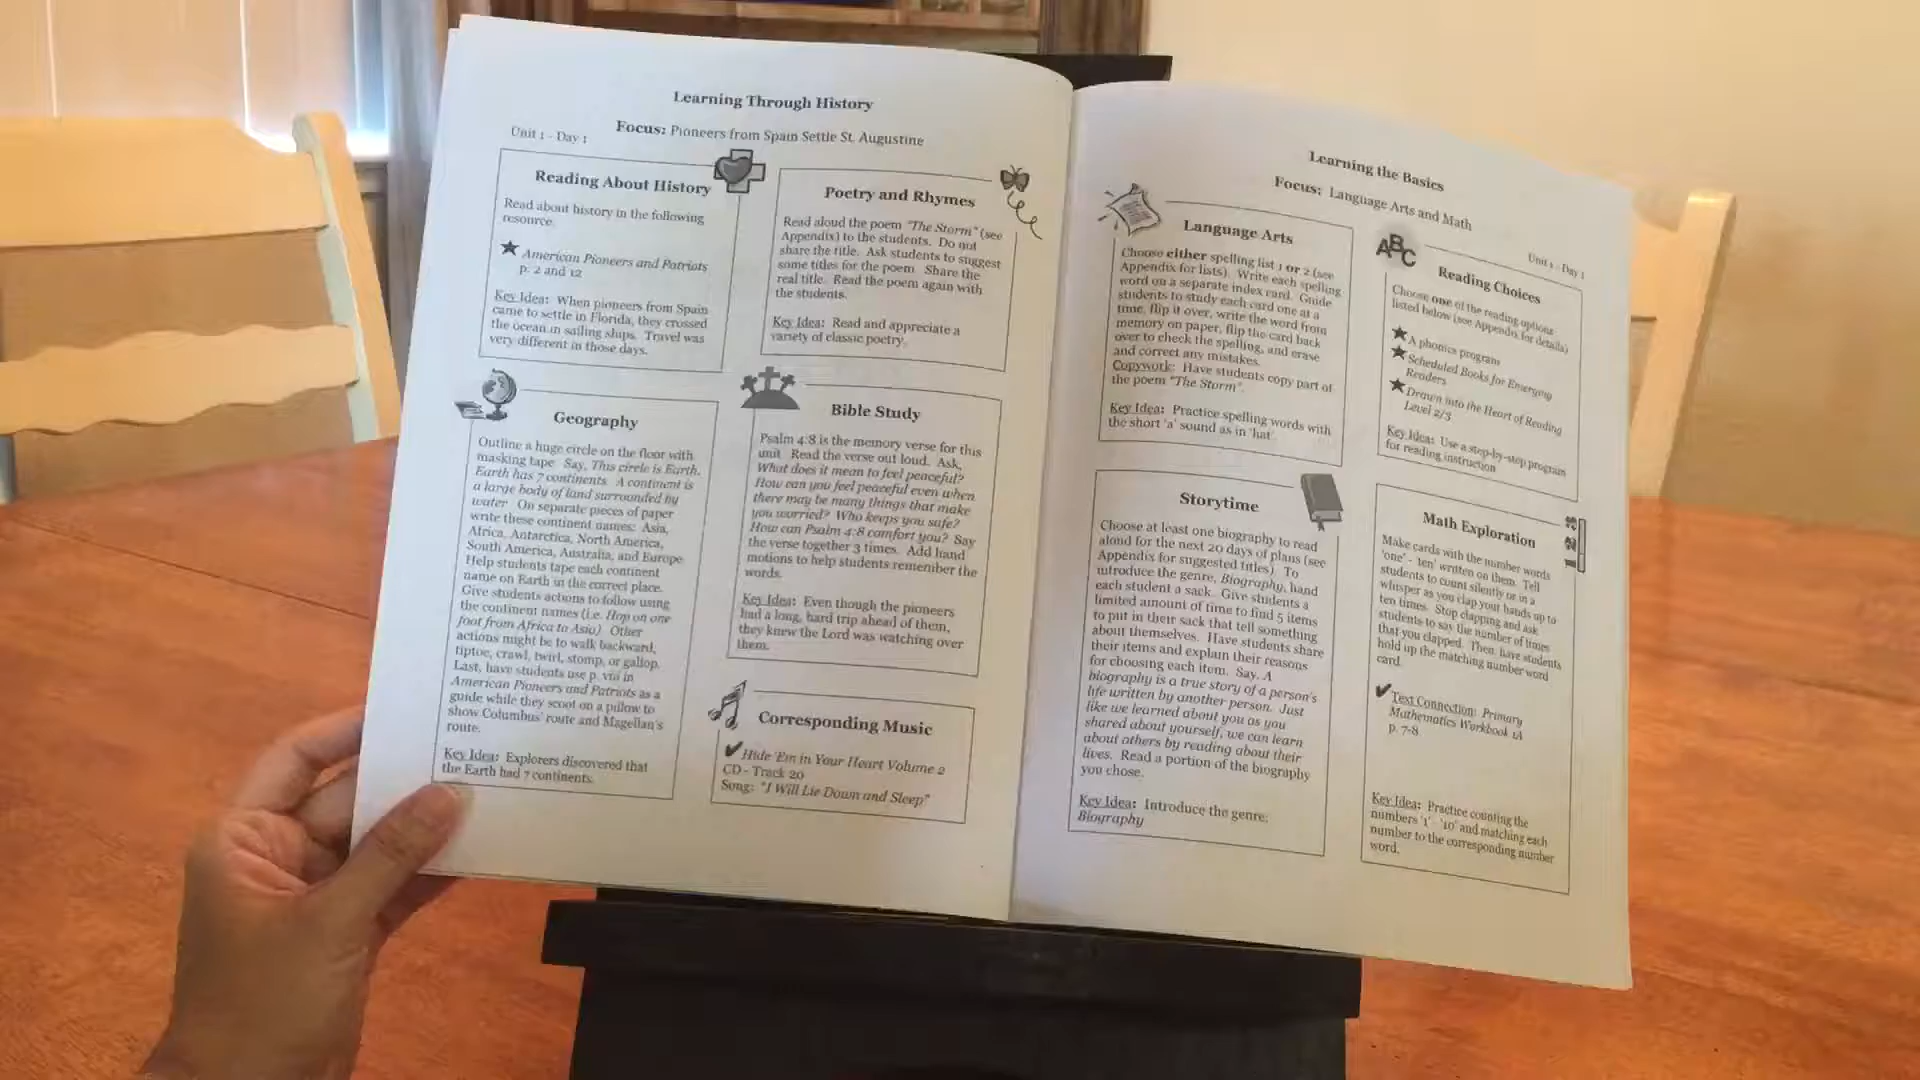 Learning Through History
Unit 1 - Day 1
Focus: Pioneers from Spain Settle St. Augustine
Reading About History
Read about history in the following
resource.
American Pioneers and Patriots
p. 2 and 12
Key Idea: When pioneers from Spain
came to settle in Florida, they crossed
the ocean in sailing ships. Travel was
very different in those days.
Poetry and Rhymes
Read aloud the poem "The Storm" (see
Appendix) to the students. Do not
share the title. Ask students to suggest
some titles for the poem. Share the
real title. Read the poem again with
the students.
Key Idea: Read and appreciate a
variety of classic poetry.
Geography
Outline a huge circle on the floor with
masking tape. Say, This circle is Earth.
Earth has 7 continents. A continent is
a large body of land surrounded by
water. On separate pieces of paper
write these continent names: Asia,
Africa, Antarctica, North America,
South America, Australia, and Europe.
Help students tape each continent
name on Earth in the correct place.
Give students actions to follow using
the continent names (i.e. Hop on one
foot from Africa to Asia). Other
actions might be to walk backward,
tiptoe, crawl, twirl, stomp, or gallop.
Last, have students use p. viii in
American Pioneers and Patriots as a
guide while they scoot on a pillow to
show Columbus' route and Magellan's
route.
Key Idea: Explorers discovered that
the Earth had 7 continents.
Bible Study
Psalm 4:8 is the memory verse for this
unit. Read the verse out loud. Ask,
What does it mean to feel peaceful?
How can you feel peaceful even when
there may be many things that make
you worried? Who keeps you safe?
How can Psalm 4:8 comfort you? Say
the verse together 3 times. Add hand
motions to help students remember the
words.
Key Idea: Even though the pioneers
had a long, hard trip ahead of them,
they knew the Lord was watching over
them.
Corresponding Music
Hide 'Em in Your Heart Volume 2
CD - Track 20
Song: "I Will Lie Down and Sleep"
Learning the Basics
Focus: Language Arts and Math
Unit 1 - Day 1
Language Arts
Choose either spelling list 1 or 2 (see
Appendix for lists). Write each spelling
word on a separate index card. Guide
students to study each card one at a
time, flip it over, write the word from
memory on paper, flip the card back
over to check the spelling, and erase
and correct any mistakes.
Copywork: Have students copy part of
the poem "The Storm".
Key Idea: Practice spelling words with
the short 'a' sound as in 'hat'.
ABC
Reading Choices
Choose one of the reading options
listed below (see Appendix for details)
A phonics program
Scheduled Books for Emerging
Readers
Drawn into the Heart of Reading
Level 2/3
Key Idea: Use a step-by-step program
for reading instruction
Storytime
Choose at least one biography to read
aloud for the next 20 days of plans (see
Appendix for suggested titles). To
introduce the genre, Biography, hand
each student a sack. Give students a
limited amount of time to find 5 items
to put in their sack that tell something
about themselves. Have students share
their items and explain their reasons
for choosing each item. Say, A
biography is a true story of a person's
life written by another person. Just
like we learned about you as you
shared about yourself, we can learn
about others by reading about their
lives. Read a portion of the biography
you chose.
Key Idea: Introduce the genre:
Biography
Math Exploration
1 2 3
Make cards with the number words
'one' - 'ten' written on them. Tell
students to count silently or in a
whisper as you clap your hands up to
ten times. Stop clapping and ask
students to say the number of times
that you clapped. Then, have students
hold up the matching number word
card.
Text Connection: Primary
Mathematics Workbook 1A
p. 7-8
Key Idea: Practice counting the
numbers '1' - '10' and matching each
number to the corresponding number
word.